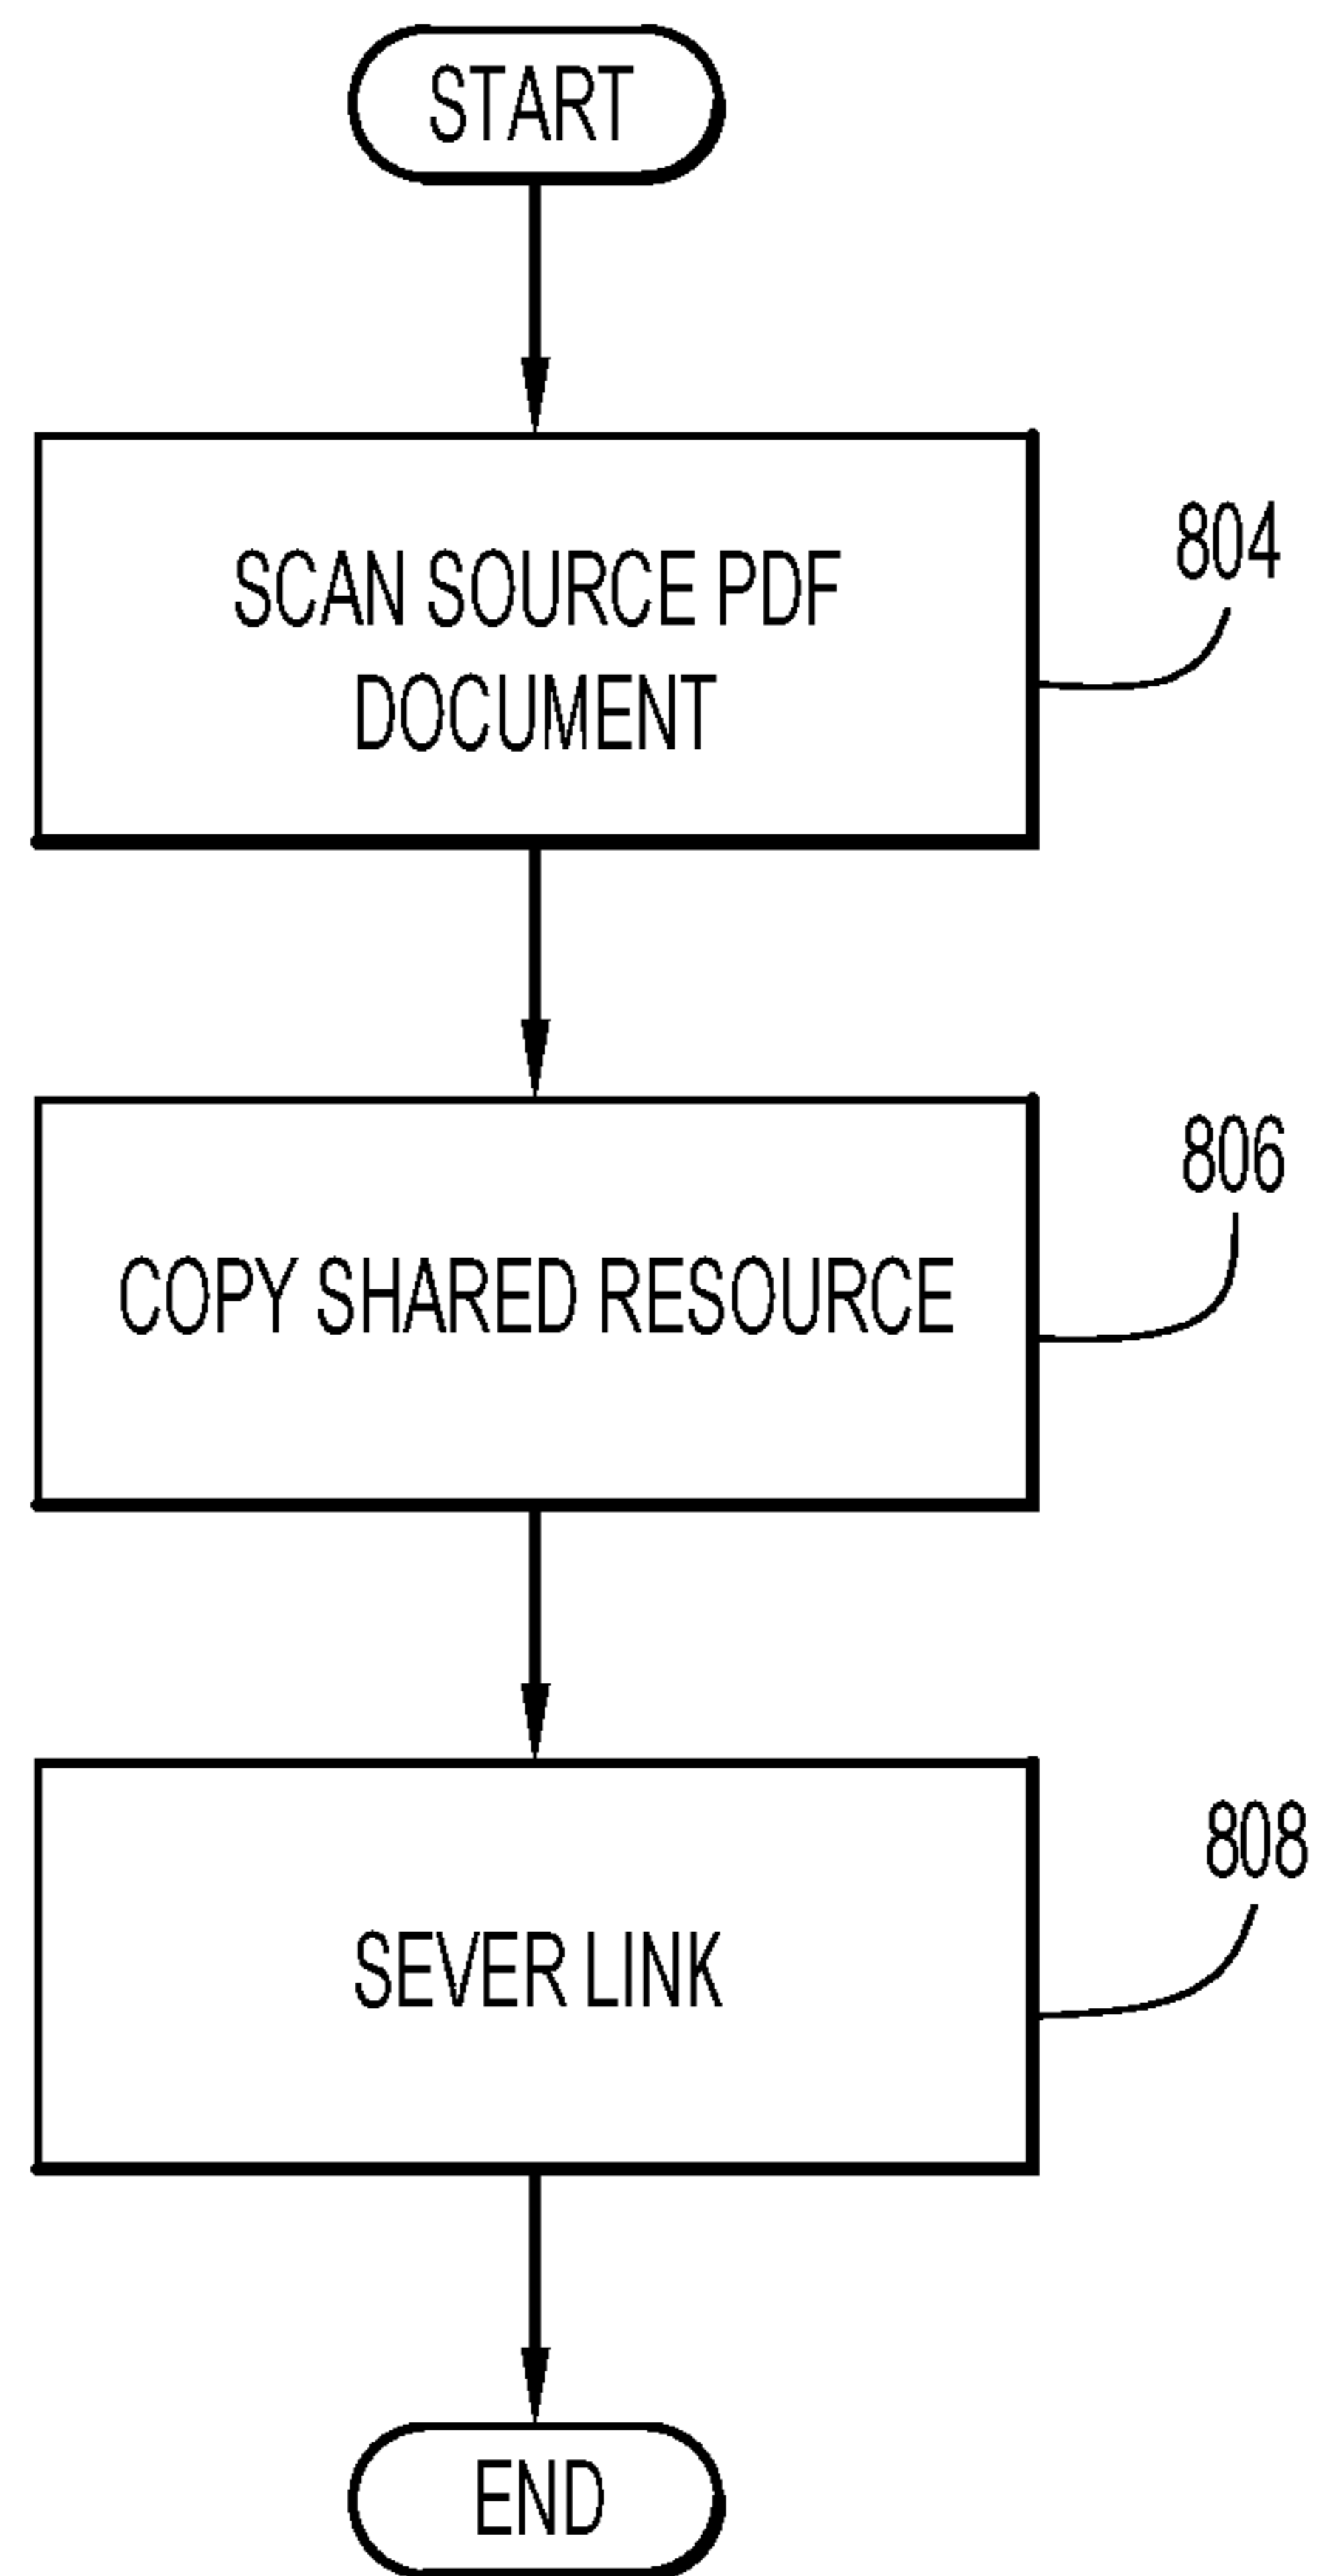 START
SCAN SOURCE PDF
DOCUMENT
804
COPY SHARED RESOURCE
806
SEVER LINK
808
END